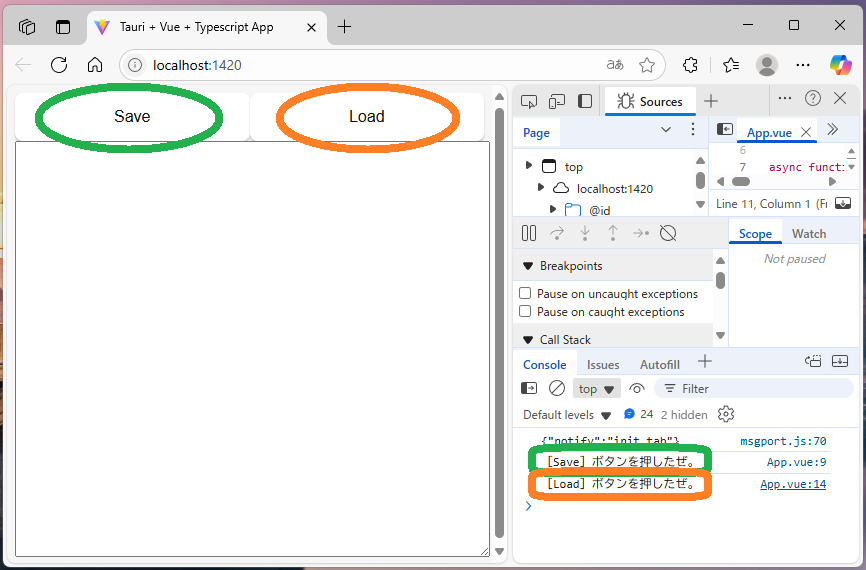 Tauri + Vue + Typescript App
localhost:1420
aあ
Save
Load
Sources
Page
App.vue
top
localhost:1420
@id
6
7 async functi
Line 11, Column 1 (Fr
Scope
Watch
Not paused
Breakpoints
Pause on uncaught exceptions
Pause on caught exceptions
Call Stack
Console
Issues
Autofill
top
Filter
Default levels
24
2 hidden
{"notify":"init_tab"} msgport.js:70
[Save] ボタンを押したぜ。 App.vue:9
[Load] ボタンを押したぜ。 App.vue:14